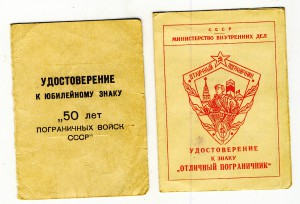 УДОСТОВЕРЕНИЕ
К ЮБИЛЕЙНОМУ ЗНАКУ
„50 лет
ПОГРАНИЧНЫХ ВОЙСК
СССР"
СССР
МИНИСТЕРСТВО ВНУТРЕННИХ ДЕЛ
ОТЛИЧНЫЙ ПОГРАНИЧНИК
УДОСТОВЕРЕНИЕ
К ЗНАКУ
"ОТЛИЧНЫЙ ПОГРАНИЧНИК"